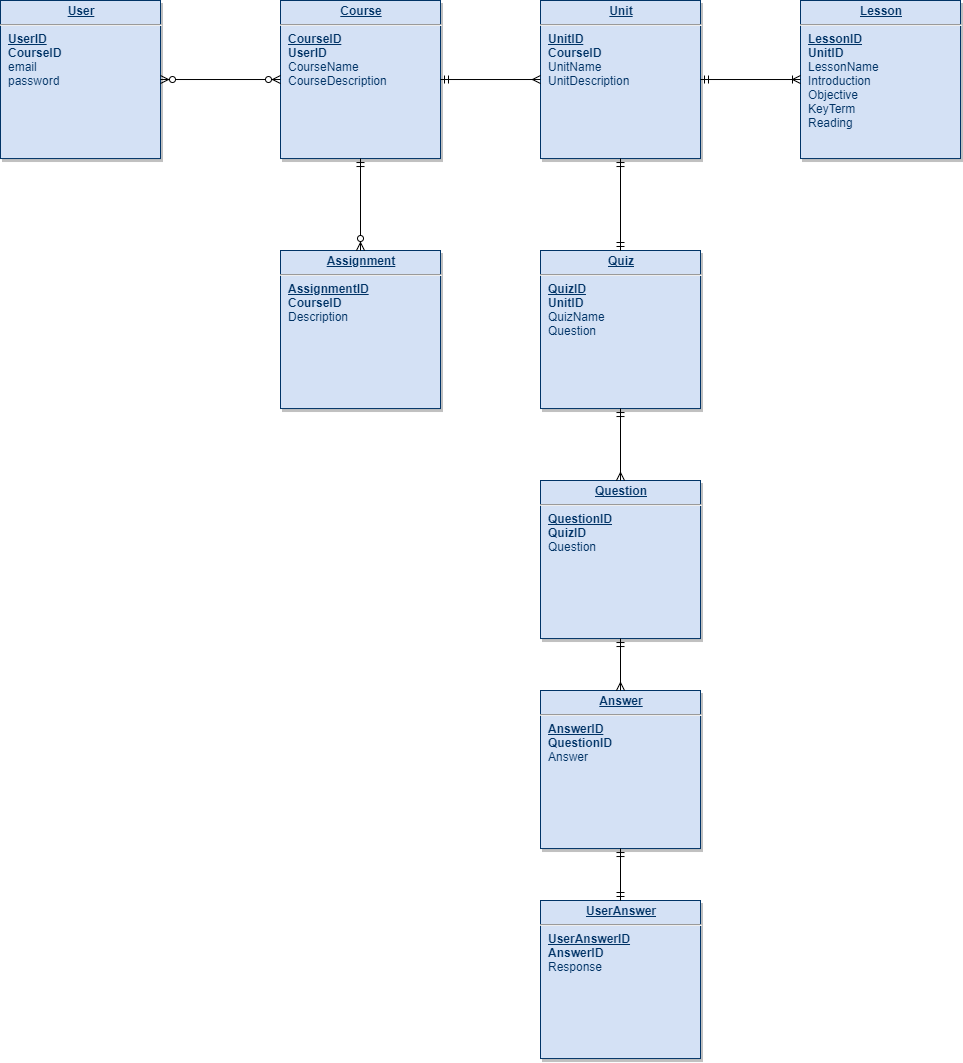 User
UserID
CourseID
email
password
Course
CourseID
UserID
CourseName
CourseDescription
Unit
UnitID
CourseID
UnitName
UnitDescription
Lesson
LessonID
UnitID
LessonName
Introduction
Objective
KeyTerm
Reading
Assignment
AssignmentID
CourseID
Description
Quiz
QuizID
UnitID
QuizName
Question
Question
QuestionID
QuizID
Question
Answer
AnswerID
QuestionID
Answer
UserAnswer
UserAnswerID
AnswerID
Response